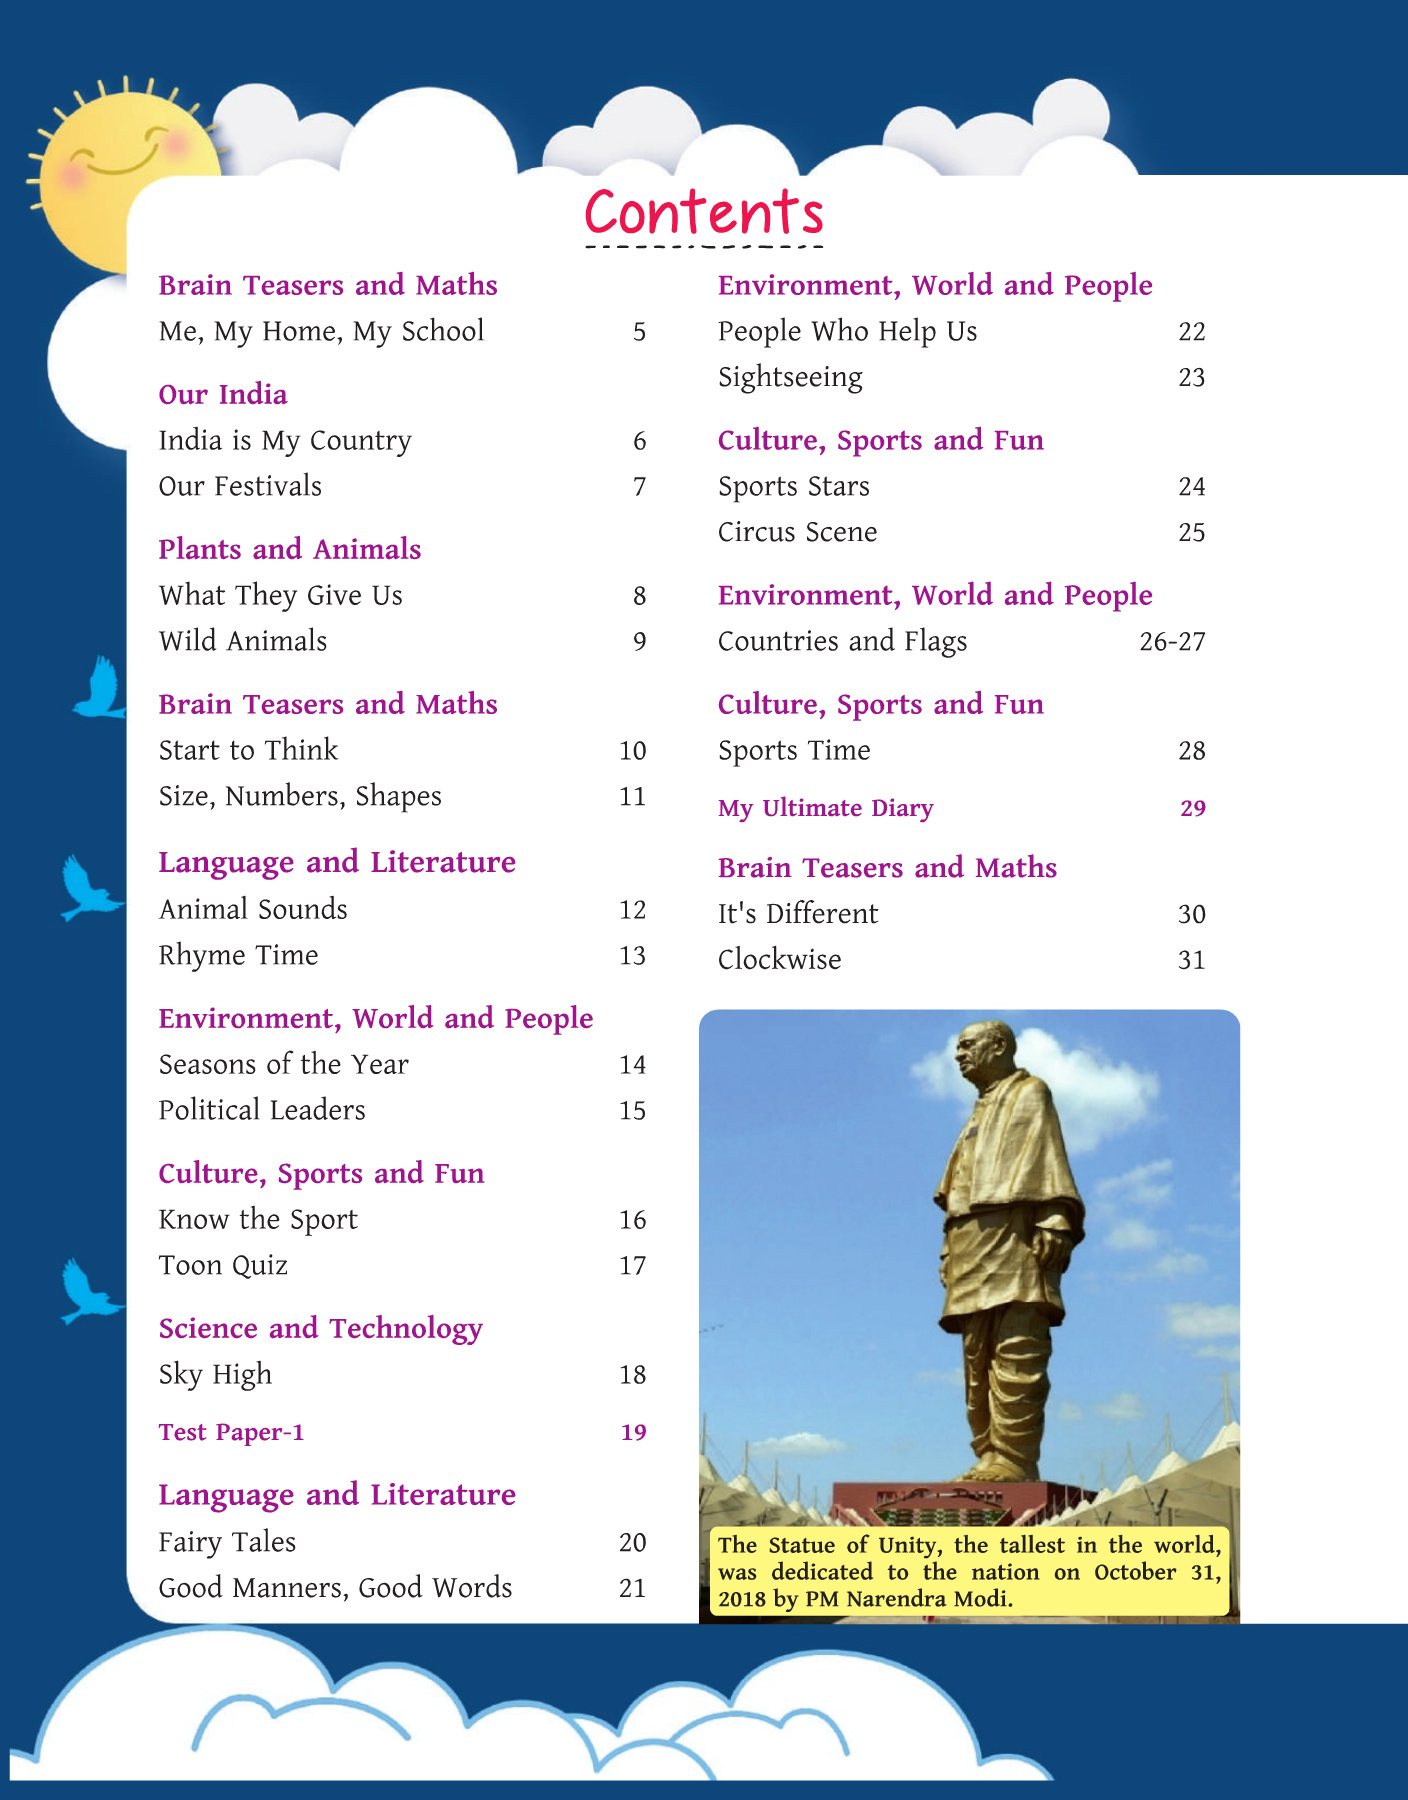 Contents
Brain Teasers and Maths
Me, My Home, My School 5
Our India
India is My Country 6
Our Festivals 7
Plants and Animals
What They Give Us 8
Wild Animals 9
Brain Teasers and Maths
Start to Think 10
Size, Numbers, Shapes 11
Language and Literature
Animal Sounds 12
Rhyme Time 13
Environment, World and People
Seasons of the Year 14
Political Leaders 15
Culture, Sports and Fun
Know the Sport 16
Toon Quiz 17
Science and Technology
Sky High 18
Test Paper-1 19
Language and Literature
Fairy Tales 20
Good Manners, Good Words 21
Environment, World and People
People Who Help Us 22
Sightseeing 23
Culture, Sports and Fun
Sports Stars 24
Circus Scene 25
Environment, World and People
Countries and Flags 26-27
Culture, Sports and Fun
Sports Time 28
My Ultimate Diary 29
Brain Teasers and Maths
It's Different 30
Clockwise 31
The Statue of Unity, the tallest in the world,
was dedicated to the nation on October 31,
2018 by PM Narendra Modi.